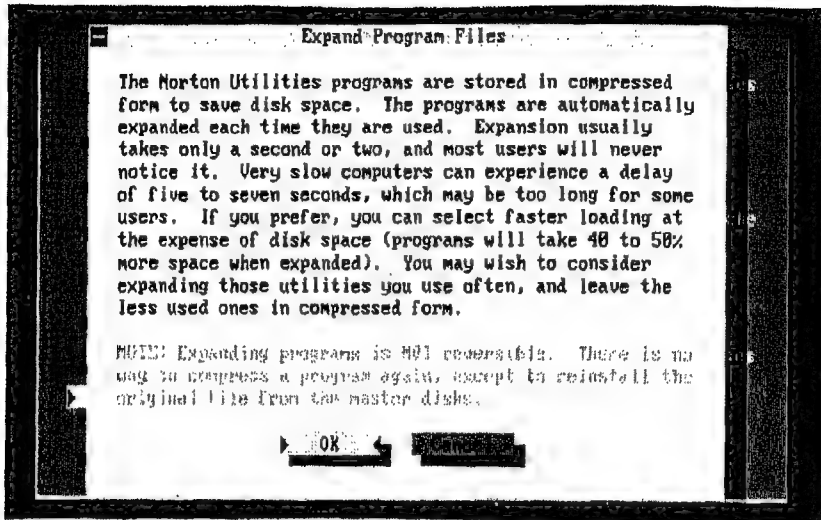 Expand Program Files
The Norton Utilities programs are stored in compressed
form to save disk space.  The programs are automatically
expanded each time they are used.  Expansion usually
takes only a second or two, and most users will never
notice it.  Very slow computers can experience a delay
of five to seven seconds, which may be too long for some
users.  If you prefer, you can select faster loading at
the expense of disk space (programs will take 40 to 50%
more space when expanded).  You may wish to consider
expanding those utilities you use often, and leave the
less used ones in compressed form.
NOTE: Expanding programs is NOT reversible.  There is no
way to compress a program again, except to reinstall the
original file from the master disks.
OK Cancel